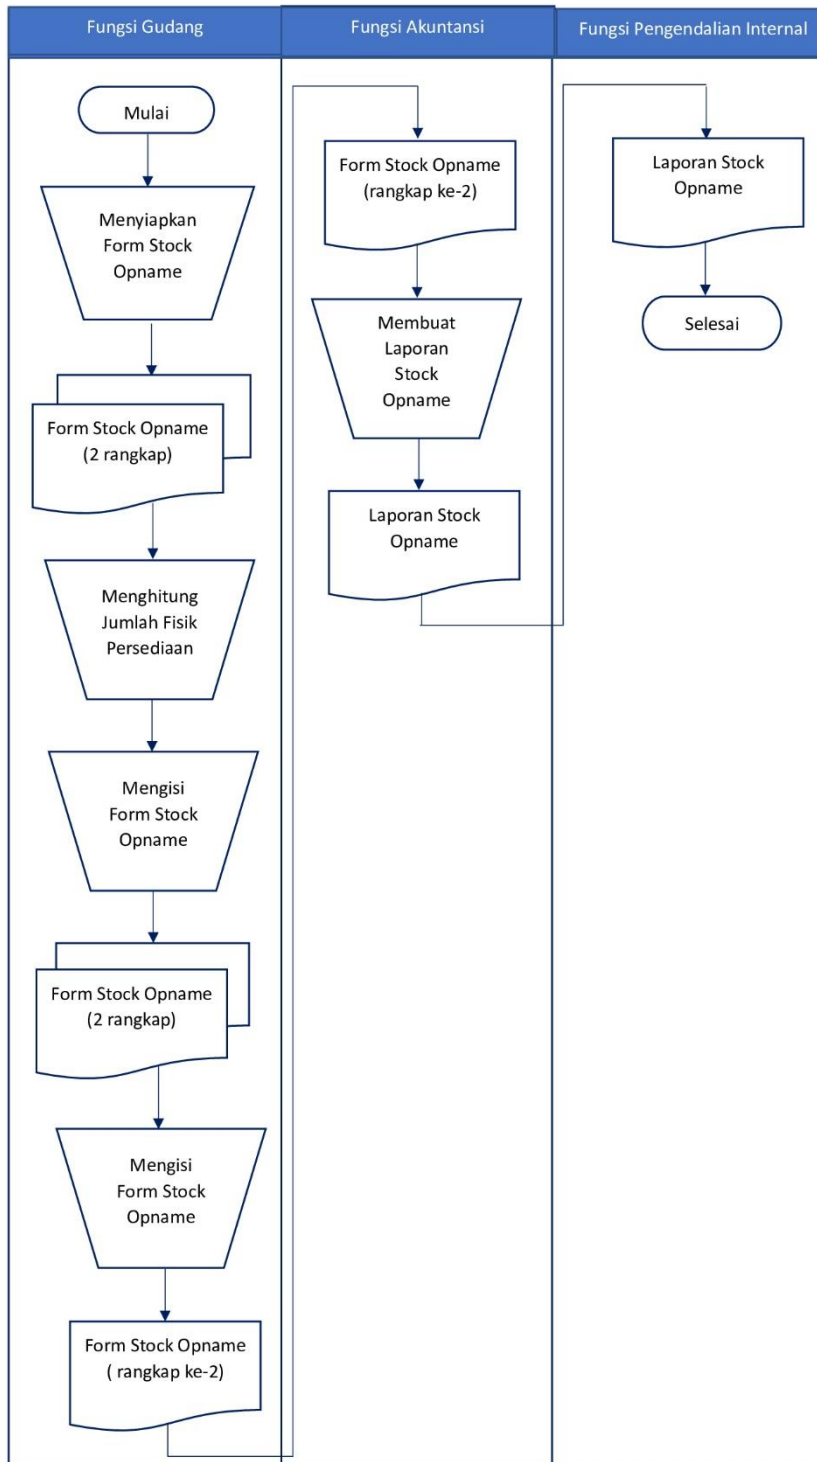 Fungsi Gudang
Fungsi Akuntansi
Fungsi Pengendalian Internal
Mulai
Menyiapkan
Form Stock
Opname
Form Stock Opname
(2 rangkap)
Menghitung
Jumlah Fisik
Persediaan
Mengisi
Form Stock
Opname
Form Stock Opname
(2 rangkap)
Mengisi
Form Stock
Opname
Form Stock Opname
( rangkap ke-2)
Form Stock Opname
(rangkap ke-2)
Membuat
Laporan
Stock
Opname
Laporan Stock
Opname
Laporan Stock
Opname
Selesai